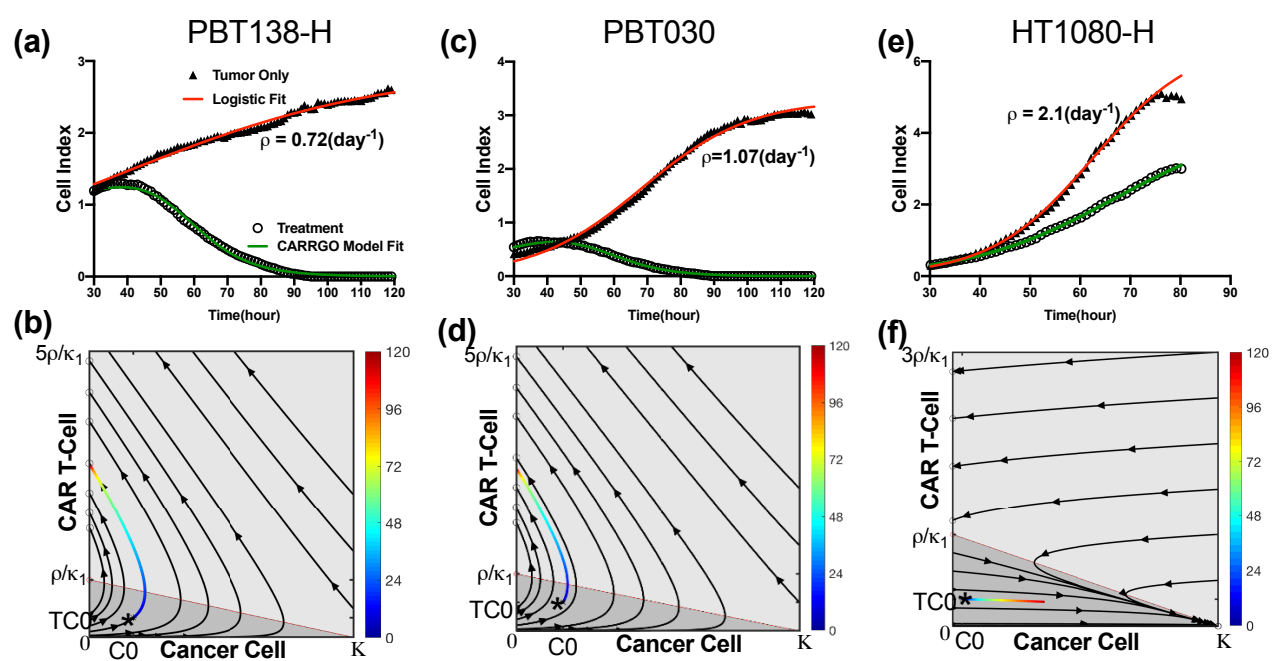 (a) PBT138-H
Cell Index
3
2
1
0
Tumor Only
Logistic Fit
ρ = 0.72(day⁻¹)
Treatment
CARRGO Model Fit
30 40 50 60 70 80 90 100 110 120
Time(hour)
(c) PBT030
Cell Index
4
3
2
1
0
ρ=1.07(day⁻¹)
30 40 50 60 70 80 90 100 110 120
Time(hour)
(e) HT1080-H
Cell Index
6
4
2
0
ρ = 2.1(day⁻¹)
30 40 50 60 70 80 90
Time(hour)
(b)
5ρ/κ₁
CAR T-Cell
ρ/κ₁
TC0
0
C0
Cancer Cell
K
120
96
72
48
24
0
(d)
5ρ/κ₁
CAR T-Cell
ρ/κ₁
TC0
0
C0
Cancer Cell
K
120
96
72
48
24
0
(f)
3ρ/κ₁
CAR T-Cell
ρ/κ₁
TC0
0
C0
Cancer Cell
K
120
96
72
48
24
0